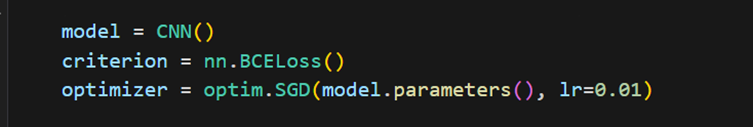 model = CNN()
criterion = nn.BCELoss()
optimizer = optim.SGD(model.parameters(), lr=0.01)